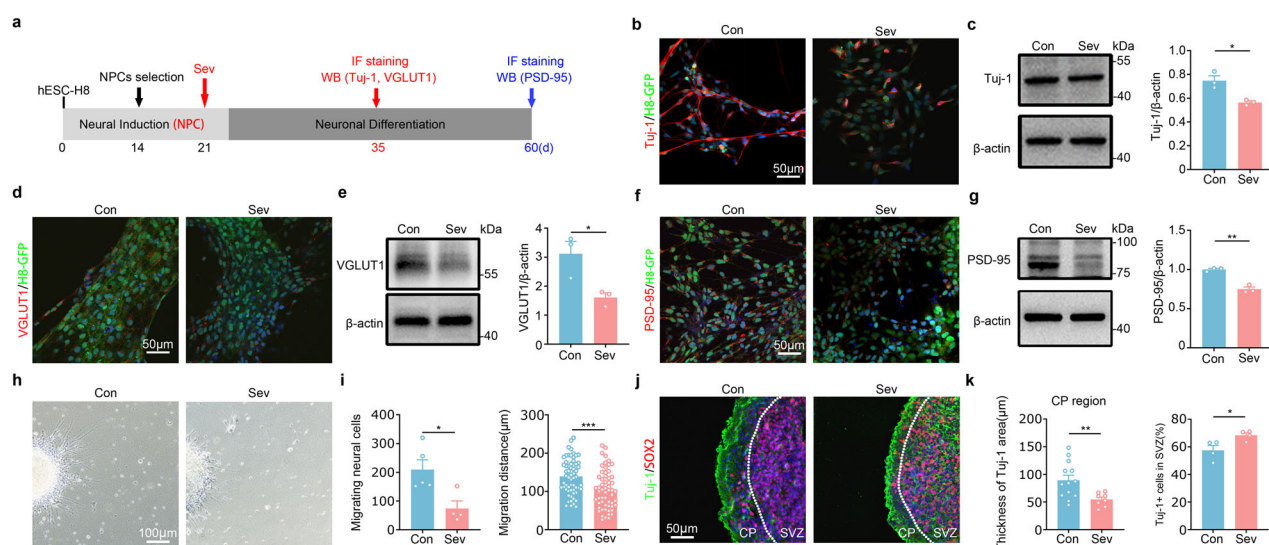 a
hESC-H8
NPCs selection
Sev
IF staining
WB (Tuj-1, VGLUT1)
IF staining
WB (PSD-95)
Neural Induction (NPC)
Neuronal Differentiation
0
14
21
35
60(d)
b
Con
Sev
Tuj-1/H8-GFP
50μm
c
Con
Sev
kDa
Tuj-1
-55
-40
β-actin
-40
Tuj-1/β-actin
1.0
0.8
0.6
0.4
0.2
0
*
Con
Sev
d
Con
Sev
VGLUT1/H8-GFP
50μm
e
Con
Sev
kDa
VGLUT1
-55
β-actin
-40
VGLUT1/β-actin
4
3
2
1
0
*
Con
Sev
f
Con
Sev
PSD-95/H8-GFP
50μm
g
Con
Sev
kDa
-100
PSD-95
-75
β-actin
-40
PSD-95/β-actin
1.5
1.0
0.5
0
**
Con
Sev
h
Con
Sev
100μm
i
Migrating neural cells
400
300
200
100
0
*
Con
Sev
Migration distance(μm)
300
250
200
150
100
50
0
***
Con
Sev
j
Con
Sev
Tuj-1/SOX2
50μm
CP
SVZ
CP
SVZ
k
CP region
Thickness of Tuj-1 area(μm)
200
150
100
50
0
**
Con
Sev
Tuj-1+ cells in SVZ(%)
80
60
40
20
0
*
Con
Sev